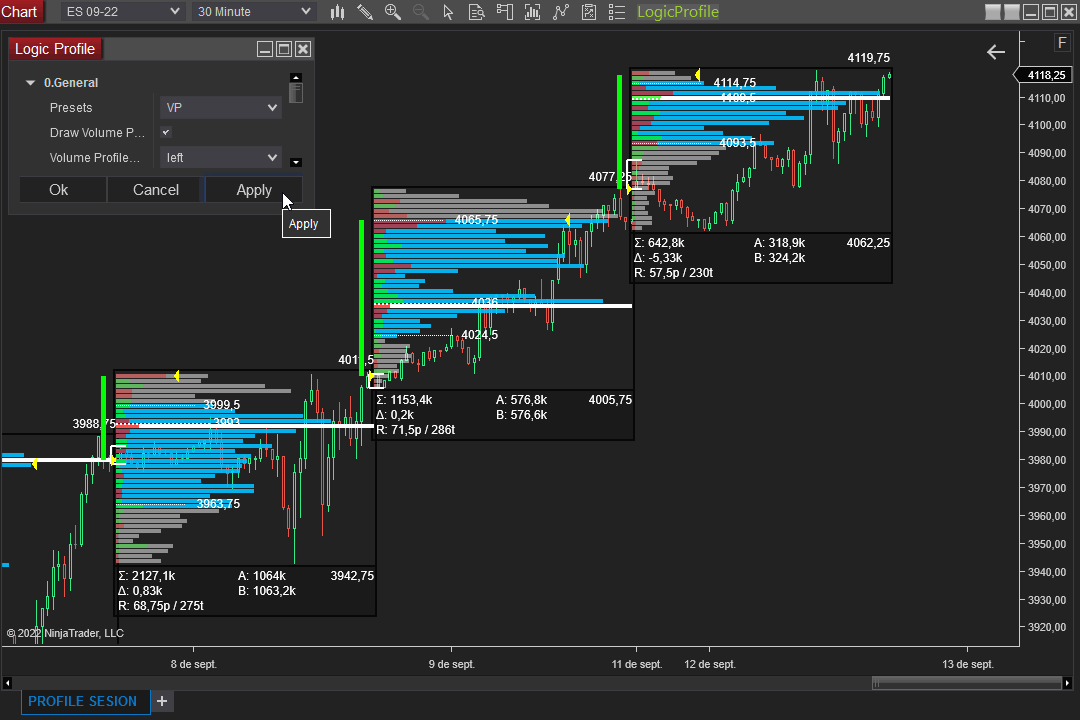 Chart ES 09-22 30 Minute LogicProfile
Logic Profile
0.General
Presets VP
Draw Volume P...
Volume Profile... left
Ok Cancel Apply
Apply
F
4119,75
4118,25
4114,75
4093,5
4077,25
4065,75
4036
4024,5
3999,5
3993
3988,75
3963,75
Σ: 642,8k A: 318,9k 4062,25
Δ: -5,33k B: 324,2k
R: 57,5p / 230t
Σ: 1153,4k A: 576,8k 4005,75
Δ: 0,2k B: 576,6k
R: 71,5p / 286t
Σ: 2127,1k A: 1064k 3942,75
Δ: 0,83k B: 1063,2k
R: 68,75p / 275t
4110,00
4100,00
4090,00
4080,00
4070,00
4060,00
4050,00
4040,00
4030,00
4020,00
4010,00
4000,00
3990,00
3980,00
3970,00
3960,00
3950,00
3940,00
3930,00
3920,00
© 2022 NinjaTrader, LLC
8 de sept. 9 de sept. 11 de sept. 12 de sept. 13 de sept.
PROFILE SESION +